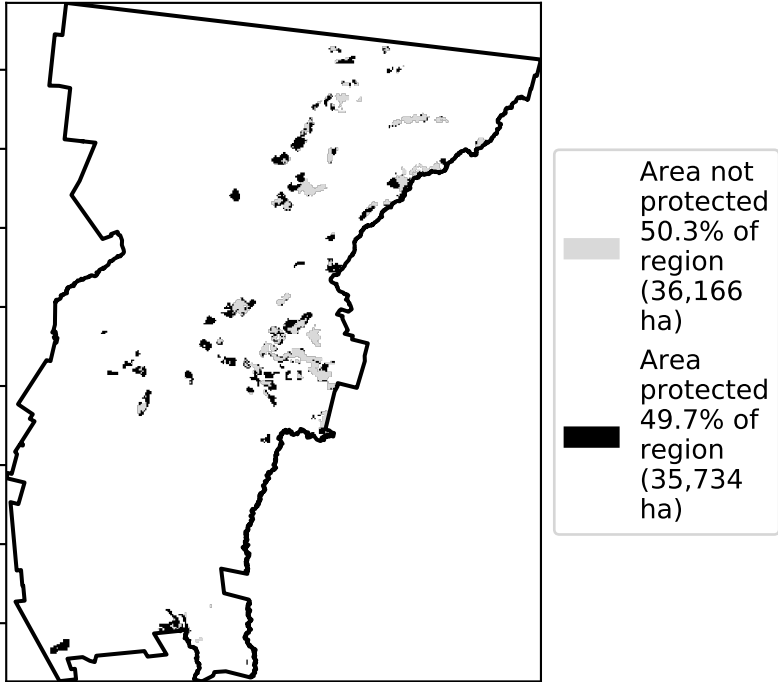 Area not
protected
50.3% of
region
(36,166
ha)
Area
protected
49.7% of
region
(35,734
ha)